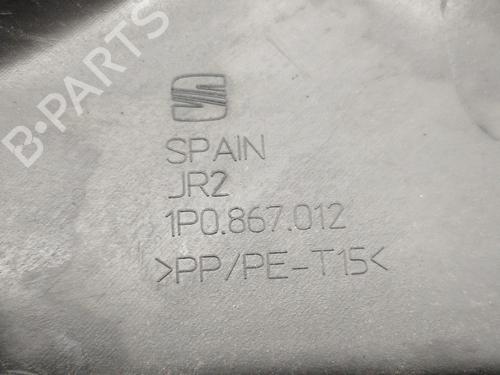 B-PARTS
SPAIN
JR2
1P0.867.012
>PP/PE-T15<